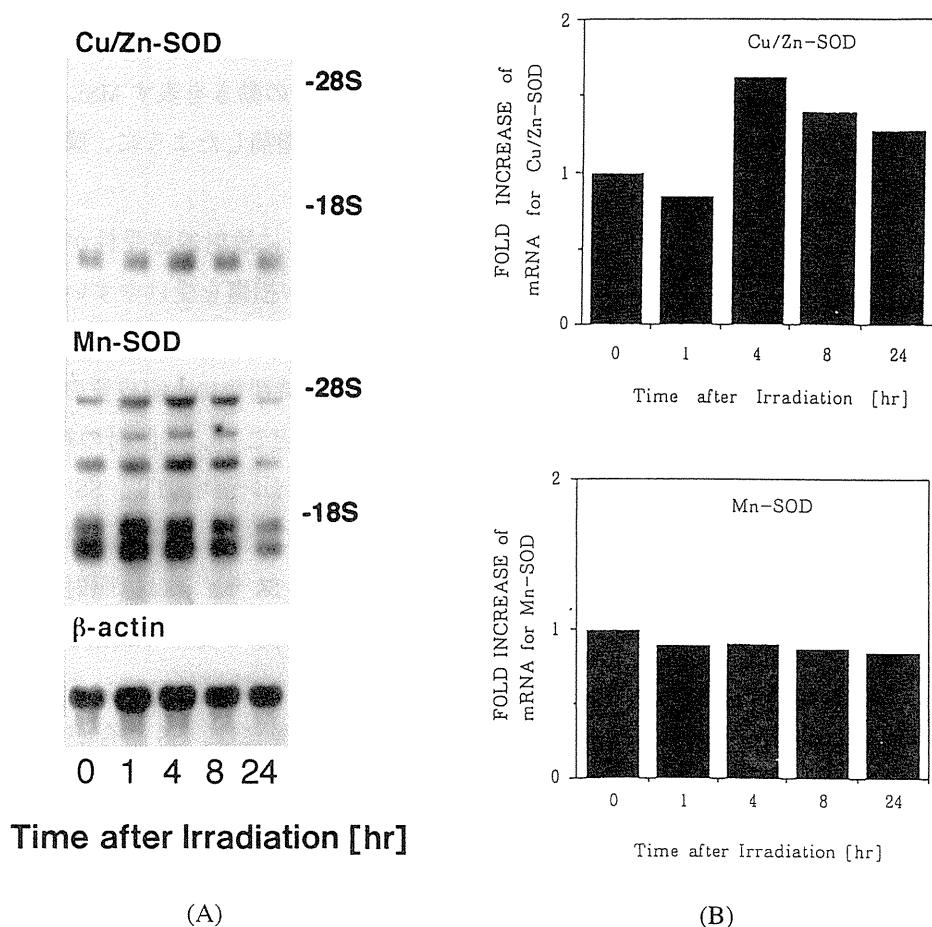 Cu/Zn-SOD
-28S
-18S
Mn-SOD
-28S
-18S
β-actin
0 1 4 8 24
Time after Irradiation [hr]
(A)
FOLD INCREASE of
mRNA for Cu/Zn-SOD
2
1
0
Cu/Zn-SOD
0 1 4 8 24
Time after Irradiation [hr]
FOLD INCREASE of
mRNA for Mn-SOD
2
1
0
Mn-SOD
0 1 4 8 24
Time after Irradiation [hr]
(B)